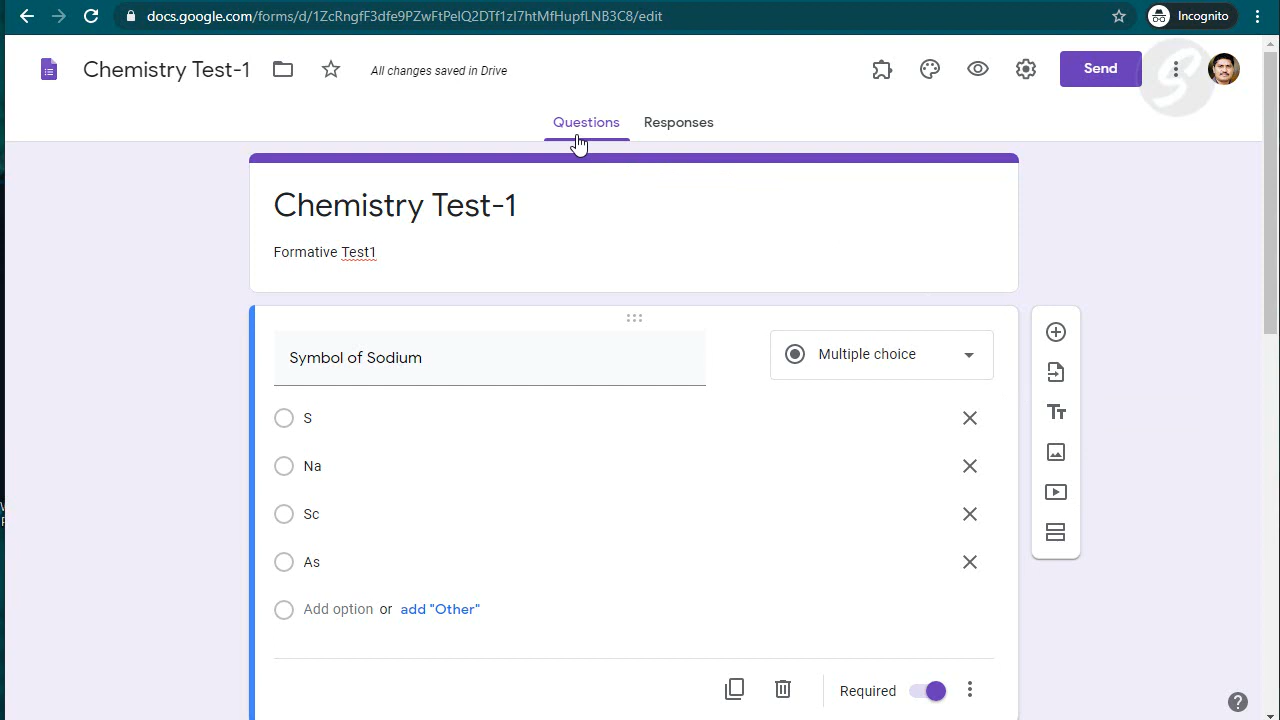 docs.google.com/forms/d/1ZcRngfF3dfe9PZwFtPelQ2DTf1zI7htMfHupfLNB3C8/edit
Incognito
Chemistry Test-1
All changes saved in Drive
Send
Questions
Responses
Chemistry Test-1
Formative Test1
Symbol of Sodium
Multiple choice
S
Na
Sc
As
Add option or add "Other"
Required